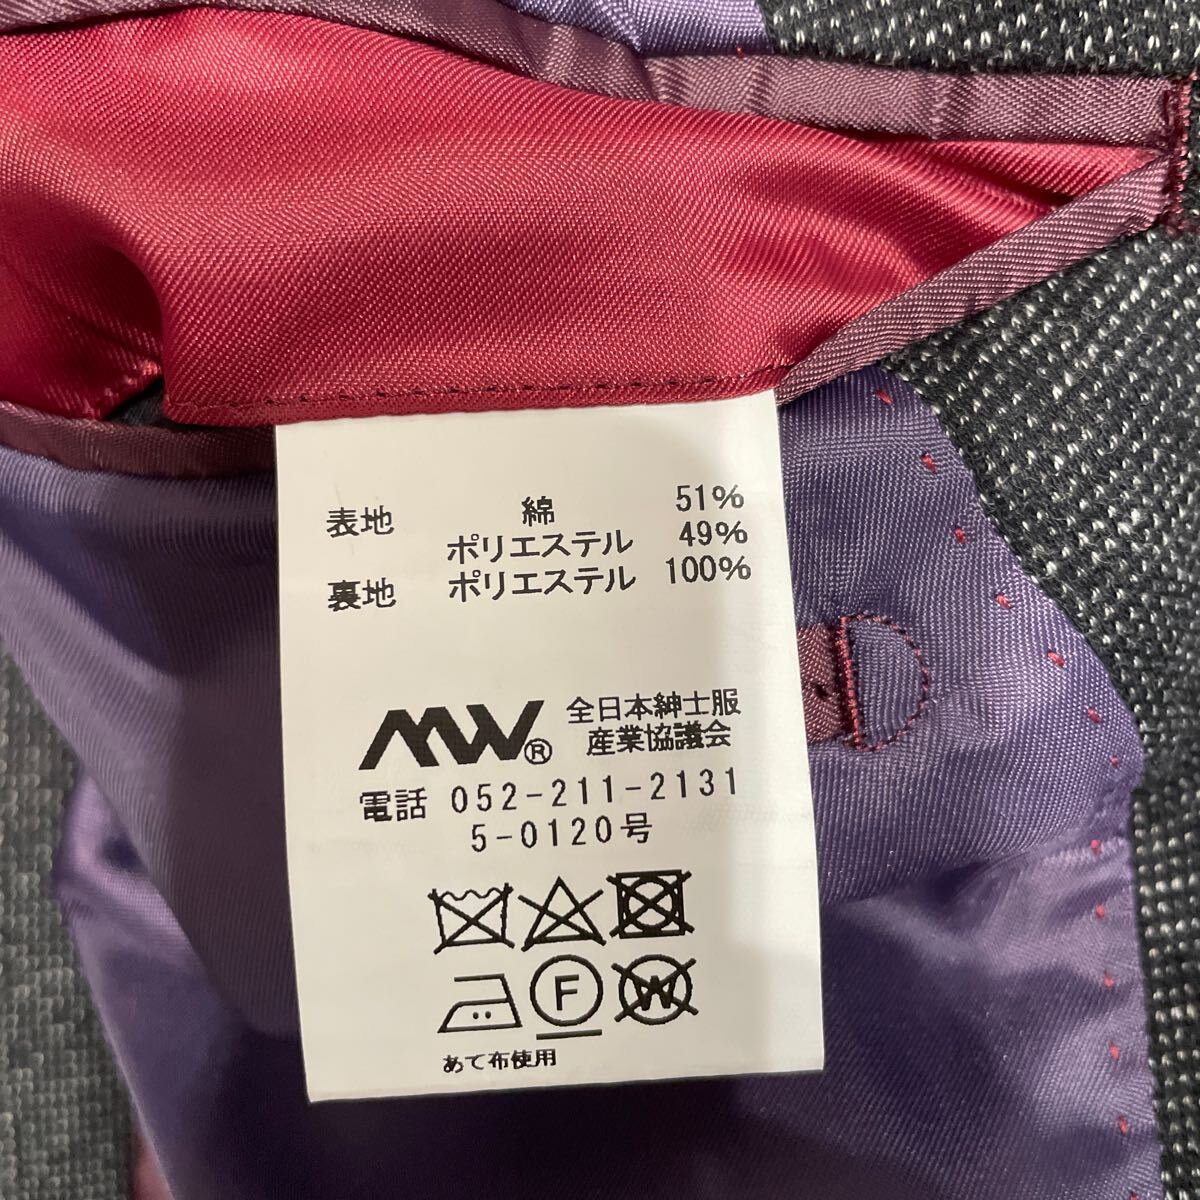 表地 綿 51%
ポリエステル 49%
裏地 ポリエステル 100%
MW® 全日本紳士服
産業協議会
電話 052-211-2131
5-0120号
F W
あて布使用